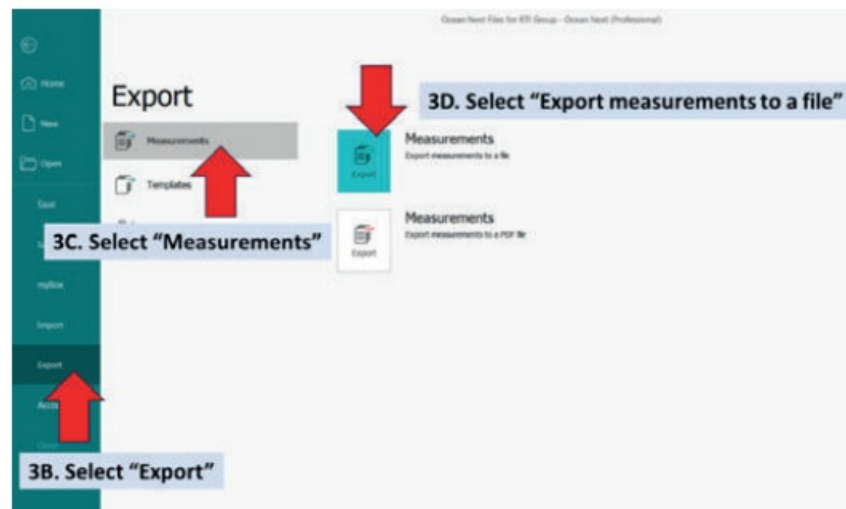 Ocean Next Files for RTI Group - Ocean Next (Professional)
Home
New
Open
Save
mybox
Import
Export
Export
Measurements
Templates
3D. Select “Export measurements to a file”
Export
Measurements
Export measurements to a file
Export
Measurements
Export measurements to a PDF file
3C. Select “Measurements”
3B. Select “Export”